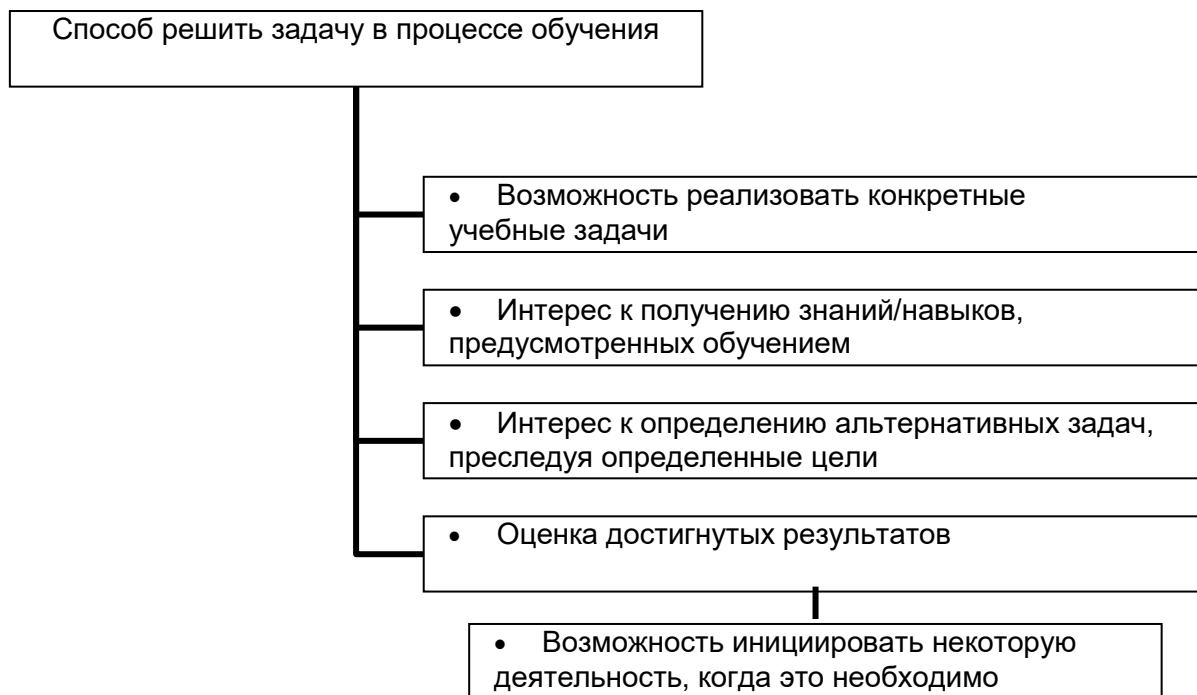 Способ решить задачу в процессе обучения
• Возможность реализовать конкретные
учебные задачи
• Интерес к получению знаний/навыков,
предусмотренных обучением
• Интерес к определению альтернативных задач,
преследуя определенные цели
• Оценка достигнутых результатов
• Возможность инициировать некоторую
деятельность, когда это необходимо